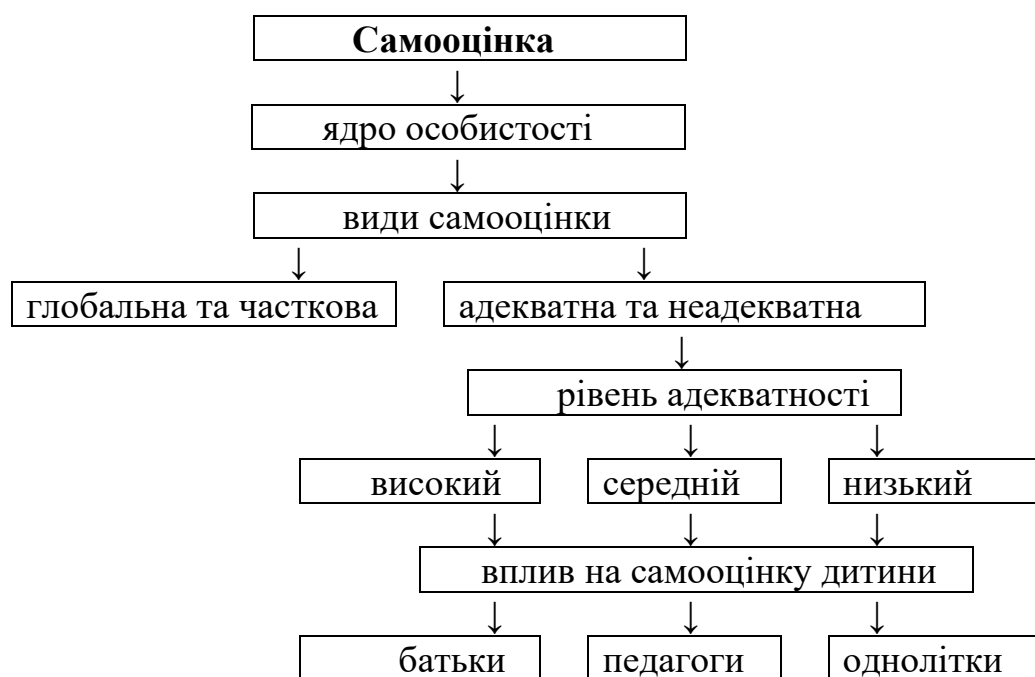 Самооцінка
↓
ядро особистості
↓
види самооцінки
↓ ↓
глобальна та часткова адекватна та неадекватна
↓
рівень адекватності
↓ ↓ ↓
високий середній низький
↓ ↓ ↓
вплив на самооцінку дитини
↓ ↓ ↓
батьки педагоги однолітки